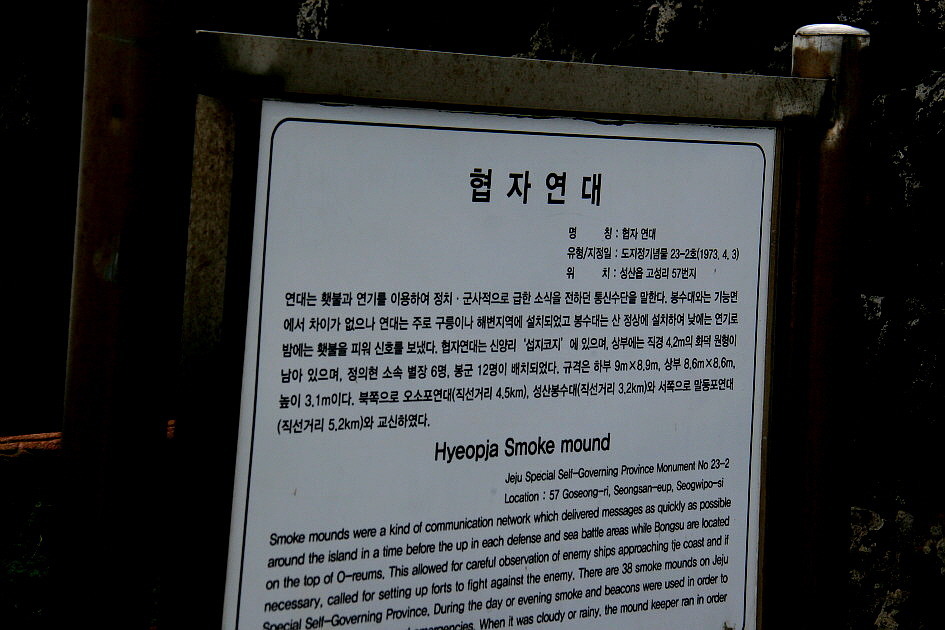 협자연대
명 칭 : 협자 연대
유형/지정일 : 도지정기념물 23-2호(1973. 4. 3)
위 치 : 성산읍 고성리 57번지
연대는 횃불과 연기를 이용하여 정치 · 군사적으로 급한 소식을 전하던 통신수단을 말한다. 봉수대와는 기능면
에서 차이가 없으나 연대는 주로 구릉이나 해변지역에 설치되었고 봉수대는 산 정상에 설치하여 낮에는 연기로
밤에는 횃불을 피워 신호를 보냈다. 협자연대는 신양리 '섭지코지' 에 있으며, 상부에는 직경 4.2m의 화덕 원형이
남아 있으며, 정의현 소속 별장 6명, 봉군 12명이 배치되었다. 규격은 하부 9m×8.9m, 상부 8.6m×8.6m,
높이 3.1m이다. 북쪽으로 오소포연대(직선거리 4.5km), 성산봉수대(직선거리 3.2km)와 서쪽으로 말등포연대
(직선거리 5.2km)와 교신하였다.
Hyeopja Smoke mound
Jeju Special Self-Governing Province Monument No 23-2
Location : 57 Goseong-ri, Seongsan-eup, Seogwipo-si
Smoke mounds were a kind of communication network which delivered messages as quickly as possible
around the island in a time before the up in each defense and sea battle areas while Bongsu are located
on the top of O-reums. This allowed for careful observation of enemy ships approaching tje coast and if
necessary, called for setting up forts to fight against the enemy. There are 38 smoke mounds on Jeju
Special Self-Governing Province. During the day or evening smoke and beacons were used in order to
emergencies. When it was cloudy or rainy, the mound keeper ran in order